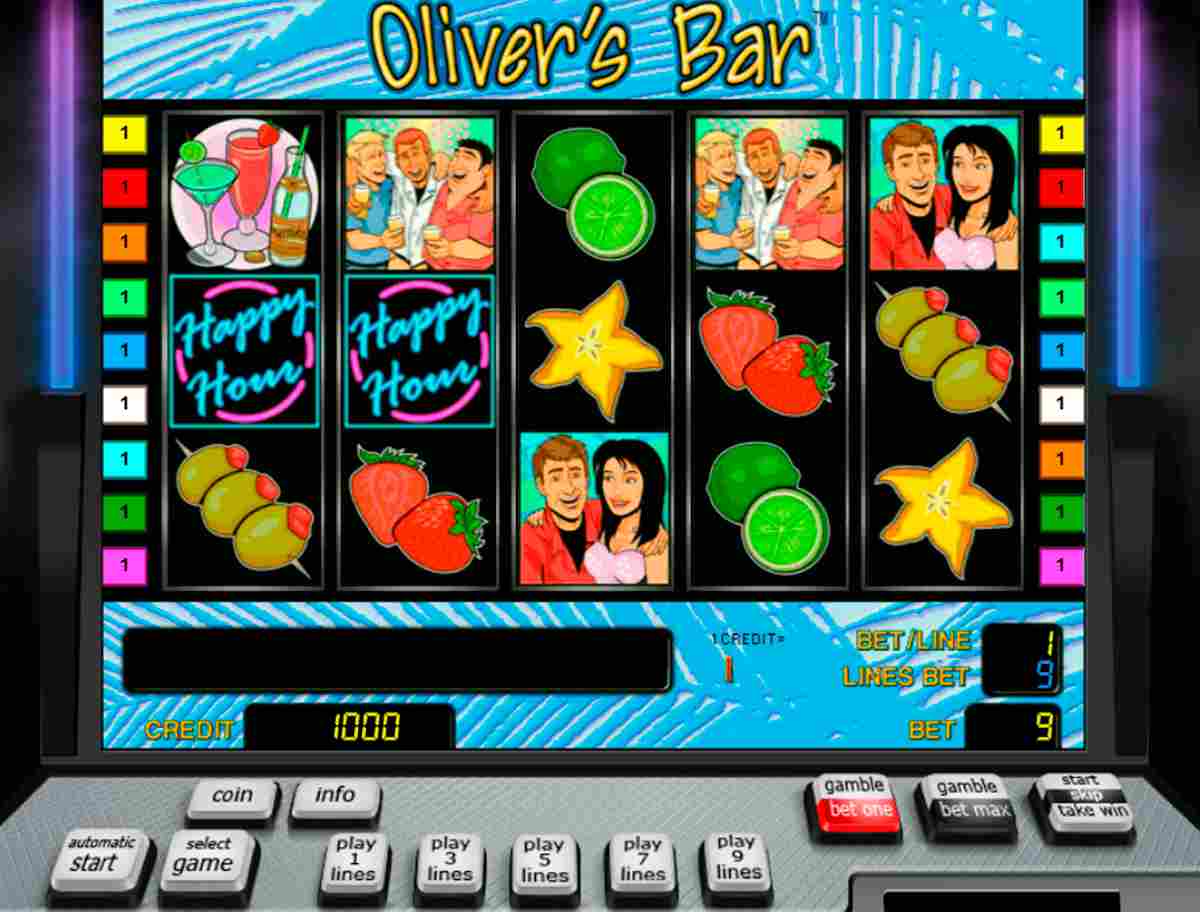 Oliver's Bar™
1 1
1 1
1 1
Happy Happy
1 1
Hour Hour
1 1
1 1
1 1
1 1
1 1
1 CREDIT=
1
BET/LINE 1
LINES BET 9
CREDIT 1000
BET 9
coin info
gamble
bet one
gamble
bet max
start
skip
take win
automatic
start
select
game
play
1
lines
play
3
lines
play
5
lines
play
7
lines
play
9
lines